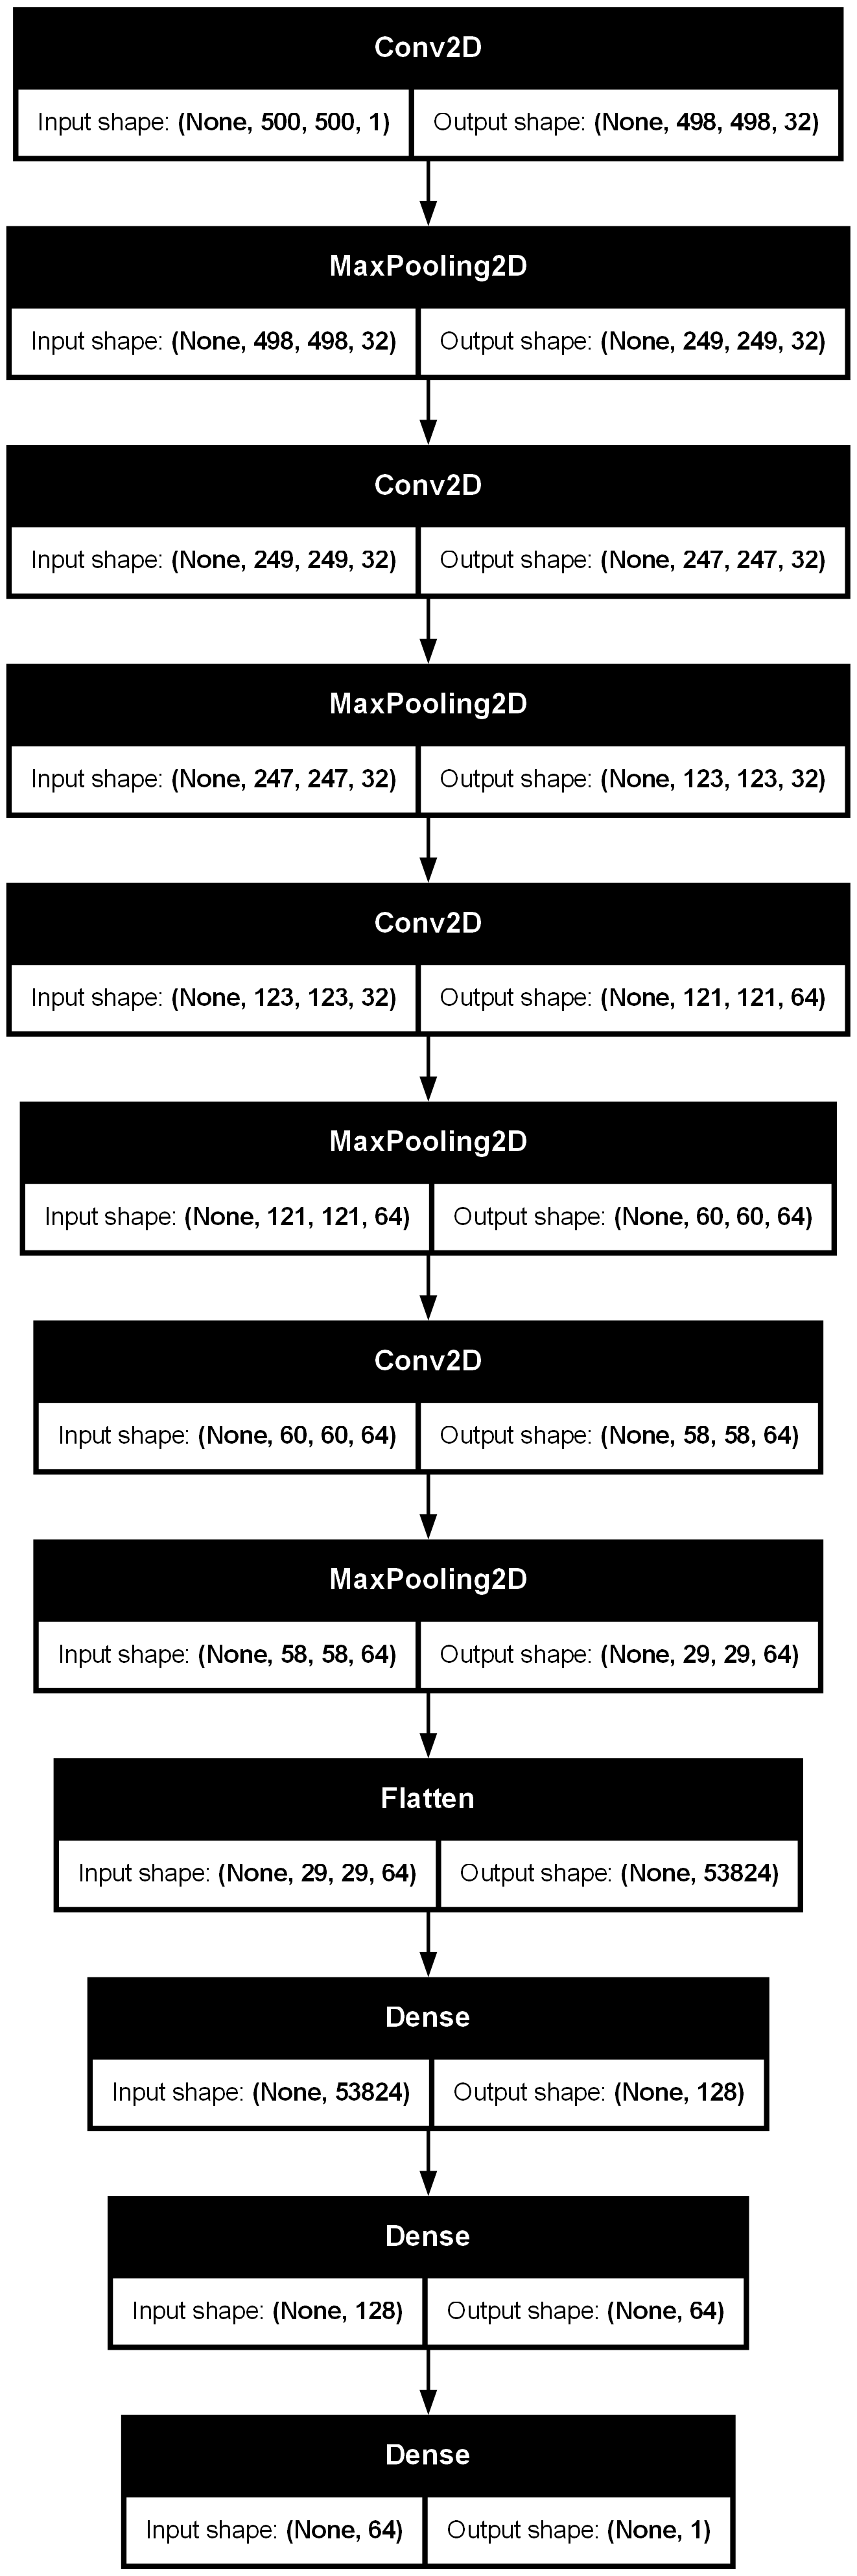 Conv2D
Input shape: (None, 500, 500, 1) Output shape: (None, 498, 498, 32)
MaxPooling2D
Input shape: (None, 498, 498, 32) Output shape: (None, 249, 249, 32)
Conv2D
Input shape: (None, 249, 249, 32) Output shape: (None, 247, 247, 32)
MaxPooling2D
Input shape: (None, 247, 247, 32) Output shape: (None, 123, 123, 32)
Conv2D
Input shape: (None, 123, 123, 32) Output shape: (None, 121, 121, 64)
MaxPooling2D
Input shape: (None, 121, 121, 64) Output shape: (None, 60, 60, 64)
Conv2D
Input shape: (None, 60, 60, 64) Output shape: (None, 58, 58, 64)
MaxPooling2D
Input shape: (None, 58, 58, 64) Output shape: (None, 29, 29, 64)
Flatten
Input shape: (None, 29, 29, 64) Output shape: (None, 53824)
Dense
Input shape: (None, 53824) Output shape: (None, 128)
Dense
Input shape: (None, 128) Output shape: (None, 64)
Dense
Input shape: (None, 64) Output shape: (None, 1)